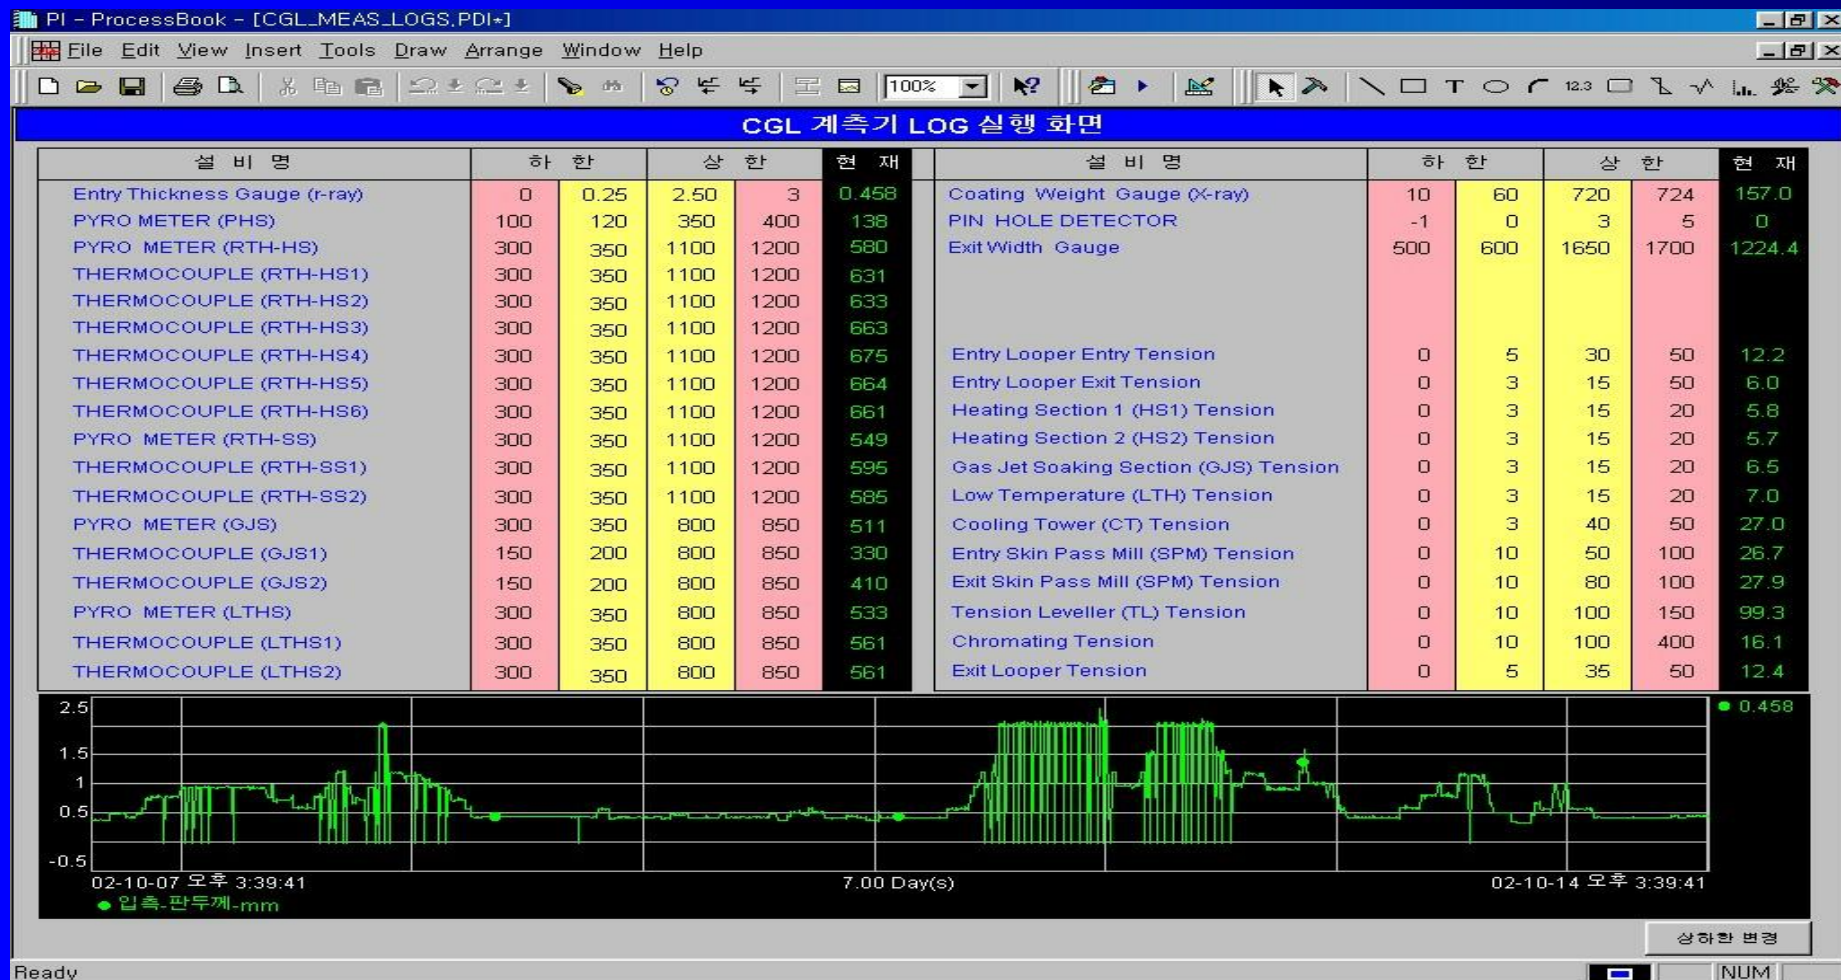 PI - ProcessBook - [CGL_MEAS_LOGS.PDI*]
File Edit View Insert Tools Draw Arrange Window Help
100% 12.3
CGL 계측기 LOG 실행 화면
설 비 명 하 한 상 한 현 재 설 비 명 하 한 상 한 현 재
Entry Thickness Gauge (r-ray) 0 0.25 2.50 3 0.458 Coating Weight Gauge (X-ray) 10 60 720 724 157.0
PYRO METER (PHS) 100 120 350 400 138 PIN HOLE DETECTOR -1 0 3 5 0
PYRO METER (RTH-HS) 300 350 1100 1200 580 Exit Width Gauge 500 600 1650 1700 1224.4
THERMOCOUPLE (RTH-HS1) 300 350 1100 1200 631
THERMOCOUPLE (RTH-HS2) 300 350 1100 1200 633
THERMOCOUPLE (RTH-HS3) 300 350 1100 1200 663
THERMOCOUPLE (RTH-HS4) 300 350 1100 1200 675 Entry Looper Entry Tension 0 5 30 50 12.2
THERMOCOUPLE (RTH-HS5) 300 350 1100 1200 664 Entry Looper Exit Tension 0 3 15 50 6.0
THERMOCOUPLE (RTH-HS6) 300 350 1100 1200 661 Heating Section 1 (HS1) Tension 0 3 15 20 5.8
PYRO METER (RTH-SS) 300 350 1100 1200 549 Heating Section 2 (HS2) Tension 0 3 15 20 5.7
THERMOCOUPLE (RTH-SS1) 300 350 1100 1200 595 Gas Jet Soaking Section (GJS) Tension 0 3 15 20 6.5
THERMOCOUPLE (RTH-SS2) 300 350 1100 1200 585 Low Temperature (LTH) Tension 0 3 15 20 7.0
PYRO METER (GJS) 300 350 800 850 511 Cooling Tower (CT) Tension 0 3 40 50 27.0
THERMOCOUPLE (GJS1) 150 200 800 850 330 Entry Skin Pass Mill (SPM) Tension 0 10 50 100 26.7
THERMOCOUPLE (GJS2) 150 200 800 850 410 Exit Skin Pass Mill (SPM) Tension 0 10 80 100 27.9
PYRO METER (LTHS) 300 350 800 850 533 Tension Leveller (TL) Tension 0 10 100 150 99.3
THERMOCOUPLE (LTHS1) 300 350 800 850 561 Chromating Tension 0 10 100 400 16.1
THERMOCOUPLE (LTHS2) 300 350 800 850 561 Exit Looper Tension 0 5 35 50 12.4
2.5 0.458
1.5
1
0.5
-0.5
02-10-07 오후 3:39:41 7.00 Day(s) 02-10-14 오후 3:39:41
입측-판두께-mm
상하한 변경
Ready NUM